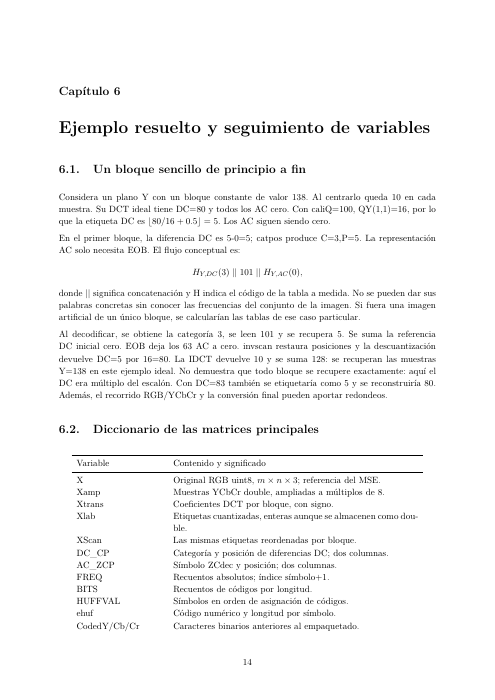 Capítulo 6
Ejemplo resuelto y seguimiento de variables
6.1. Un bloque sencillo de principio a fin
Considera un plano Y con un bloque constante de valor 138. Al centrarlo queda 10 en cada
muestra. Su DCT ideal tiene DC=80 y todos los AC cero. Con caliQ=100, QY(1,1)=16, por lo
que la etiqueta DC es ⌊80/16 + 0.5⌋ = 5. Los AC siguen siendo cero.
En el primer bloque, la diferencia DC es 5-0=5; catpos produce C=3,P=5. La representación
AC solo necesita EOB. El flujo conceptual es:
H_{Y,DC}(3) || 101 || H_{Y,AC}(0),
donde || significa concatenación y H indica el código de la tabla a medida. No se pueden dar sus
palabras concretas sin conocer las frecuencias del conjunto de la imagen. Si fuera una imagen
artificial de un único bloque, se calcularían las tablas de ese caso particular.
Al decodificar, se obtiene la categoría 3, se leen 101 y se recupera 5. Se suma la referencia
DC inicial cero. EOB deja los 63 AC a cero. invscan restaura posiciones y la descuantización
devuelve DC=5 por 16=80. La IDCT devuelve 10 y se suma 128: se recuperan las muestras
Y=138 en este ejemplo ideal. No demuestra que todo bloque se recupere exactamente: aquí el
DC era múltiplo del escalón. Con DC=83 también se etiquetaría como 5 y se reconstruiría 80.
Además, el recorrido RGB/YCbCr y la conversión final pueden aportar redondeos.
6.2. Diccionario de las matrices principales
Variable Contenido y significado
X Original RGB uint8, m × n × 3; referencia del MSE.
Xamp Muestras YCbCr double, ampliadas a múltiplos de 8.
Xtrans Coeficientes DCT por bloque, con signo.
Xlab Etiquetas cuantizadas, enteras aunque se almacenen como dou-
ble.
XScan Las mismas etiquetas reordenadas por bloque.
DC_CP Categoría y posición de diferencias DC; dos columnas.
AC_ZCP Símbolo ZCdec y posición; dos columnas.
FREQ Recuentos absolutos; índice símbolo+1.
BITS Recuentos de códigos por longitud.
HUFFVAL Símbolos en orden de asignación de códigos.
ehuf Código numérico y longitud por símbolo.
CodedY/Cb/Cr Caracteres binarios anteriores al empaquetado.
14